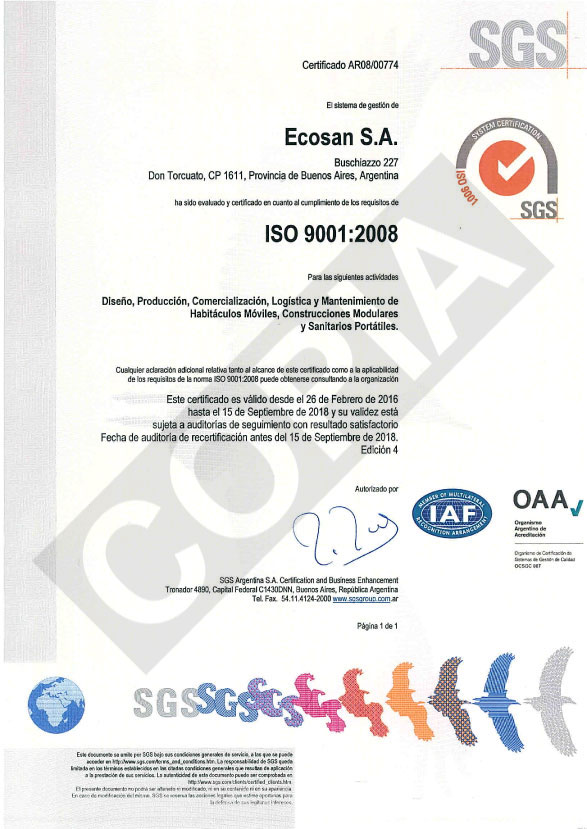 SGS
Certificado AR08/00774
El sistema de gestión de
Ecosan S.A.
Buschiazzo 227
Don Torcuato, CP 1611, Provincia de Buenos Aires, Argentina
SYSTEM CERTIFICATION
ISO 9001
SGS
ha sido evaluado y certificado en cuanto al cumplimiento de los requisitos de
ISO 9001:2008
Para las siguientes actividades
Diseño, Producción, Comercialización, Logística y Mantenimiento de
Habitáculos Móviles, Construcciones Modulares
y Sanitarios Portátiles.
Cualquier aclaración adicional relativa tanto al alcance de este certificado como a la aplicabilidad
de los requisitos de la norma ISO 9001:2008 puede obtenerse consultando a la organización
Este certificado es válido desde el 26 de Febrero de 2016
hasta el 15 de Septiembre de 2018 y su validez está
sujeta a auditorías de seguimiento con resultado satisfactorio
Fecha de auditoría de recertificación antes del 15 de Septiembre de 2018.
Edición 4
COPIA
Autorizado por
MEMBER OF MULTILATERAL
IAF
RECOGNITION ARRANGEMENT
OAA
Organismo
Argentino de
Acreditación
Organismo de Certificación de
Sistemas de Gestión de Calidad
OCSGC 007
SGS Argentina S.A. Certification and Business Enhancement
Tronador 4890, Capital Federal C1430DNN, Buenos Aires, República Argentina
Tel. Fax. 54.11.4124-2000 www.sgsgroup.com.ar
Página 1 de 1
SGS SGS SGS SGS
Este documento se emite por SGS bajo sus condiciones generales de servicio, a las que se puede
acceder en http://www.sgs.com/terms_and_conditions.htm. La responsabilidad de SGS queda
limitada en los términos establecidos en las citadas condiciones generales que resultan de aplicación
a la prestación de sus servicios. La autenticidad de este documento puede ser comprobada en
http://www.sgs.com/clients/certified_clients.htm.
El presente documento no podrá ser alterado ni modificado, ni en su contenido ni en su apariencia.
En caso de modificación del mismo, SGS se reserva las acciones legales que estime oportunas para
la defensa de sus legítimos intereses.